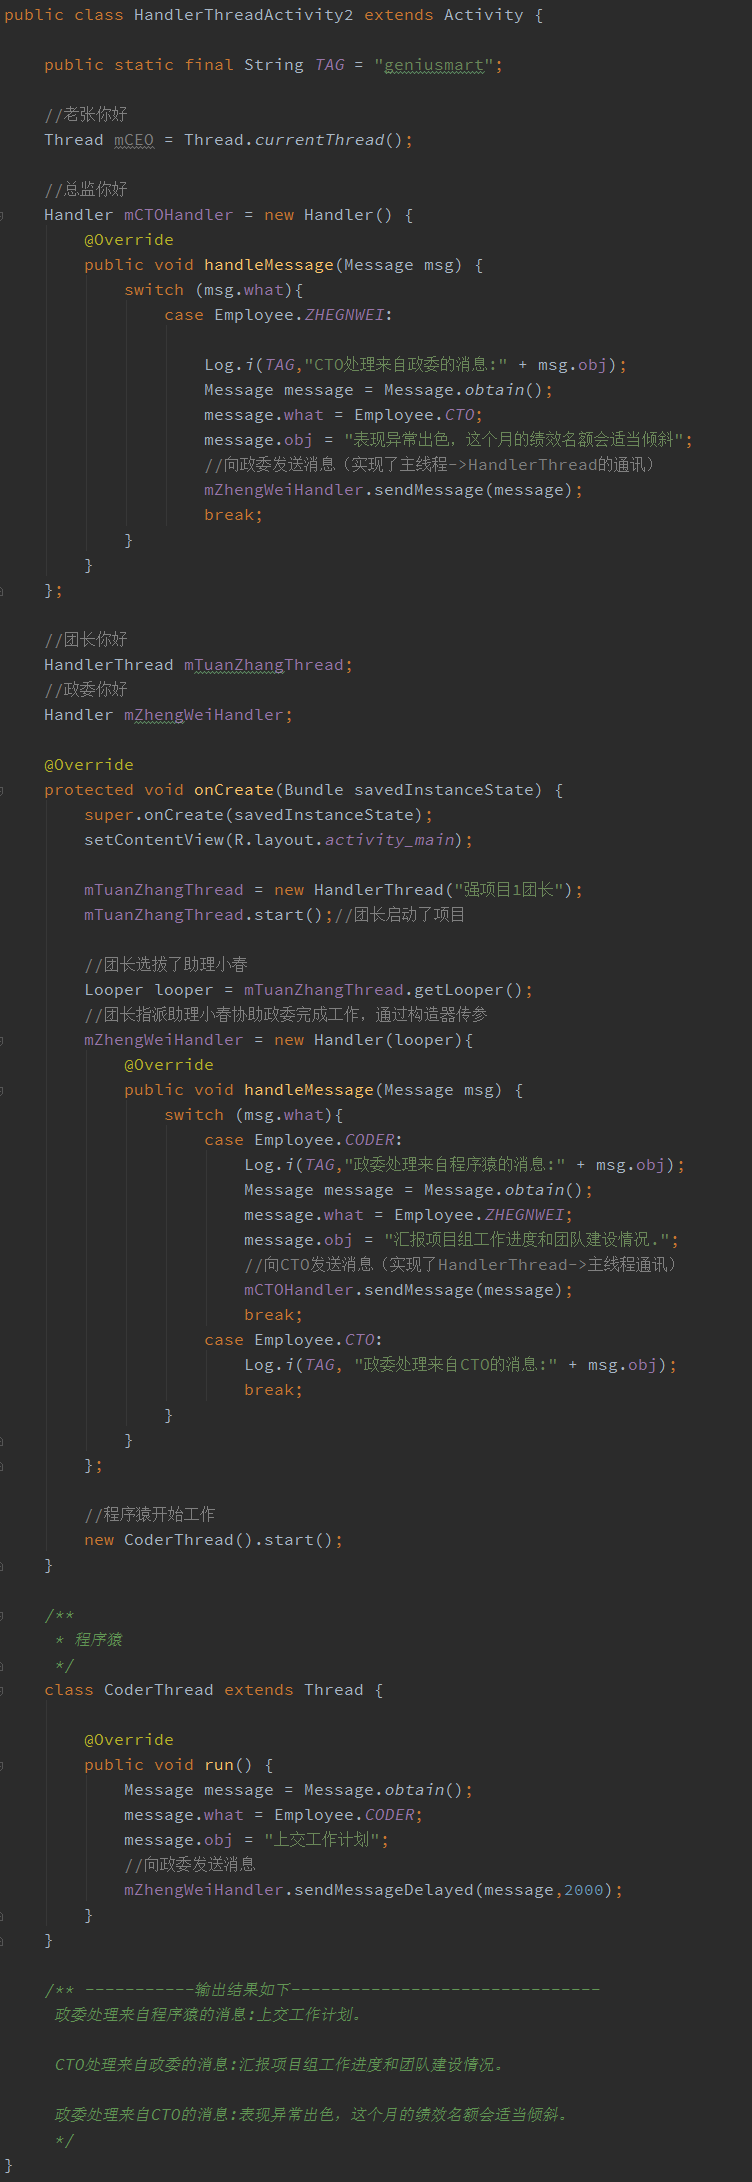 public class HandlerThreadActivity2 extends Activity {
public static final String TAG = "geniusmart";
//老张你好
Thread mCEO = Thread.currentThread();
//总监你好
Handler mCTOHandler = new Handler() {
@Override
public void handleMessage(Message msg) {
switch (msg.what){
case Employee.ZHEGNWEI:
Log.i(TAG,"CTO处理来自政委的消息:" + msg.obj);
Message message = Message.obtain();
message.what = Employee.CTO;
message.obj = "表现异常出色，这个月的绩效名额会适当倾斜";
//向政委发送消息（实现了主线程->HandlerThread的通讯）
mZhengWeiHandler.sendMessage(message);
break;
}
}
};
//团长你好
HandlerThread mTuanZhangThread;
//政委你好
Handler mZhengWeiHandler;
@Override
protected void onCreate(Bundle savedInstanceState) {
super.onCreate(savedInstanceState);
setContentView(R.layout.activity_main);
mTuanZhangThread = new HandlerThread("强项目1团长");
mTuanZhangThread.start();//团长启动了项目
//团长选拔了助理小春
Looper looper = mTuanZhangThread.getLooper();
//团长指派助理小春协助政委完成工作，通过构造器传参
mZhengWeiHandler = new Handler(looper){
@Override
public void handleMessage(Message msg) {
switch (msg.what){
case Employee.CODER:
Log.i(TAG,"政委处理来自程序猿的消息:" + msg.obj);
Message message = Message.obtain();
message.what = Employee.ZHEGNWEI;
message.obj = "汇报项目组工作进度和团队建设情况.";
//向CTO发送消息（实现了HandlerThread->主线程通讯）
mCTOHandler.sendMessage(message);
break;
case Employee.CTO:
Log.i(TAG, "政委处理来自CTO的消息:" + msg.obj);
break;
}
}
};
//程序猿开始工作
new CoderThread().start();
}
/**
* 程序猿
*/
class CoderThread extends Thread {
@Override
public void run() {
Message message = Message.obtain();
message.what = Employee.CODER;
message.obj = "上交工作计划";
//向政委发送消息
mZhengWeiHandler.sendMessageDelayed(message,2000);
}
}
/** -----------输出结果如下-------------------------------
政委处理来自程序猿的消息:上交工作计划。
CTO处理来自政委的消息:汇报项目组工作进度和团队建设情况。
政委处理来自CTO的消息:表现异常出色，这个月的绩效名额会适当倾斜。
*/
}